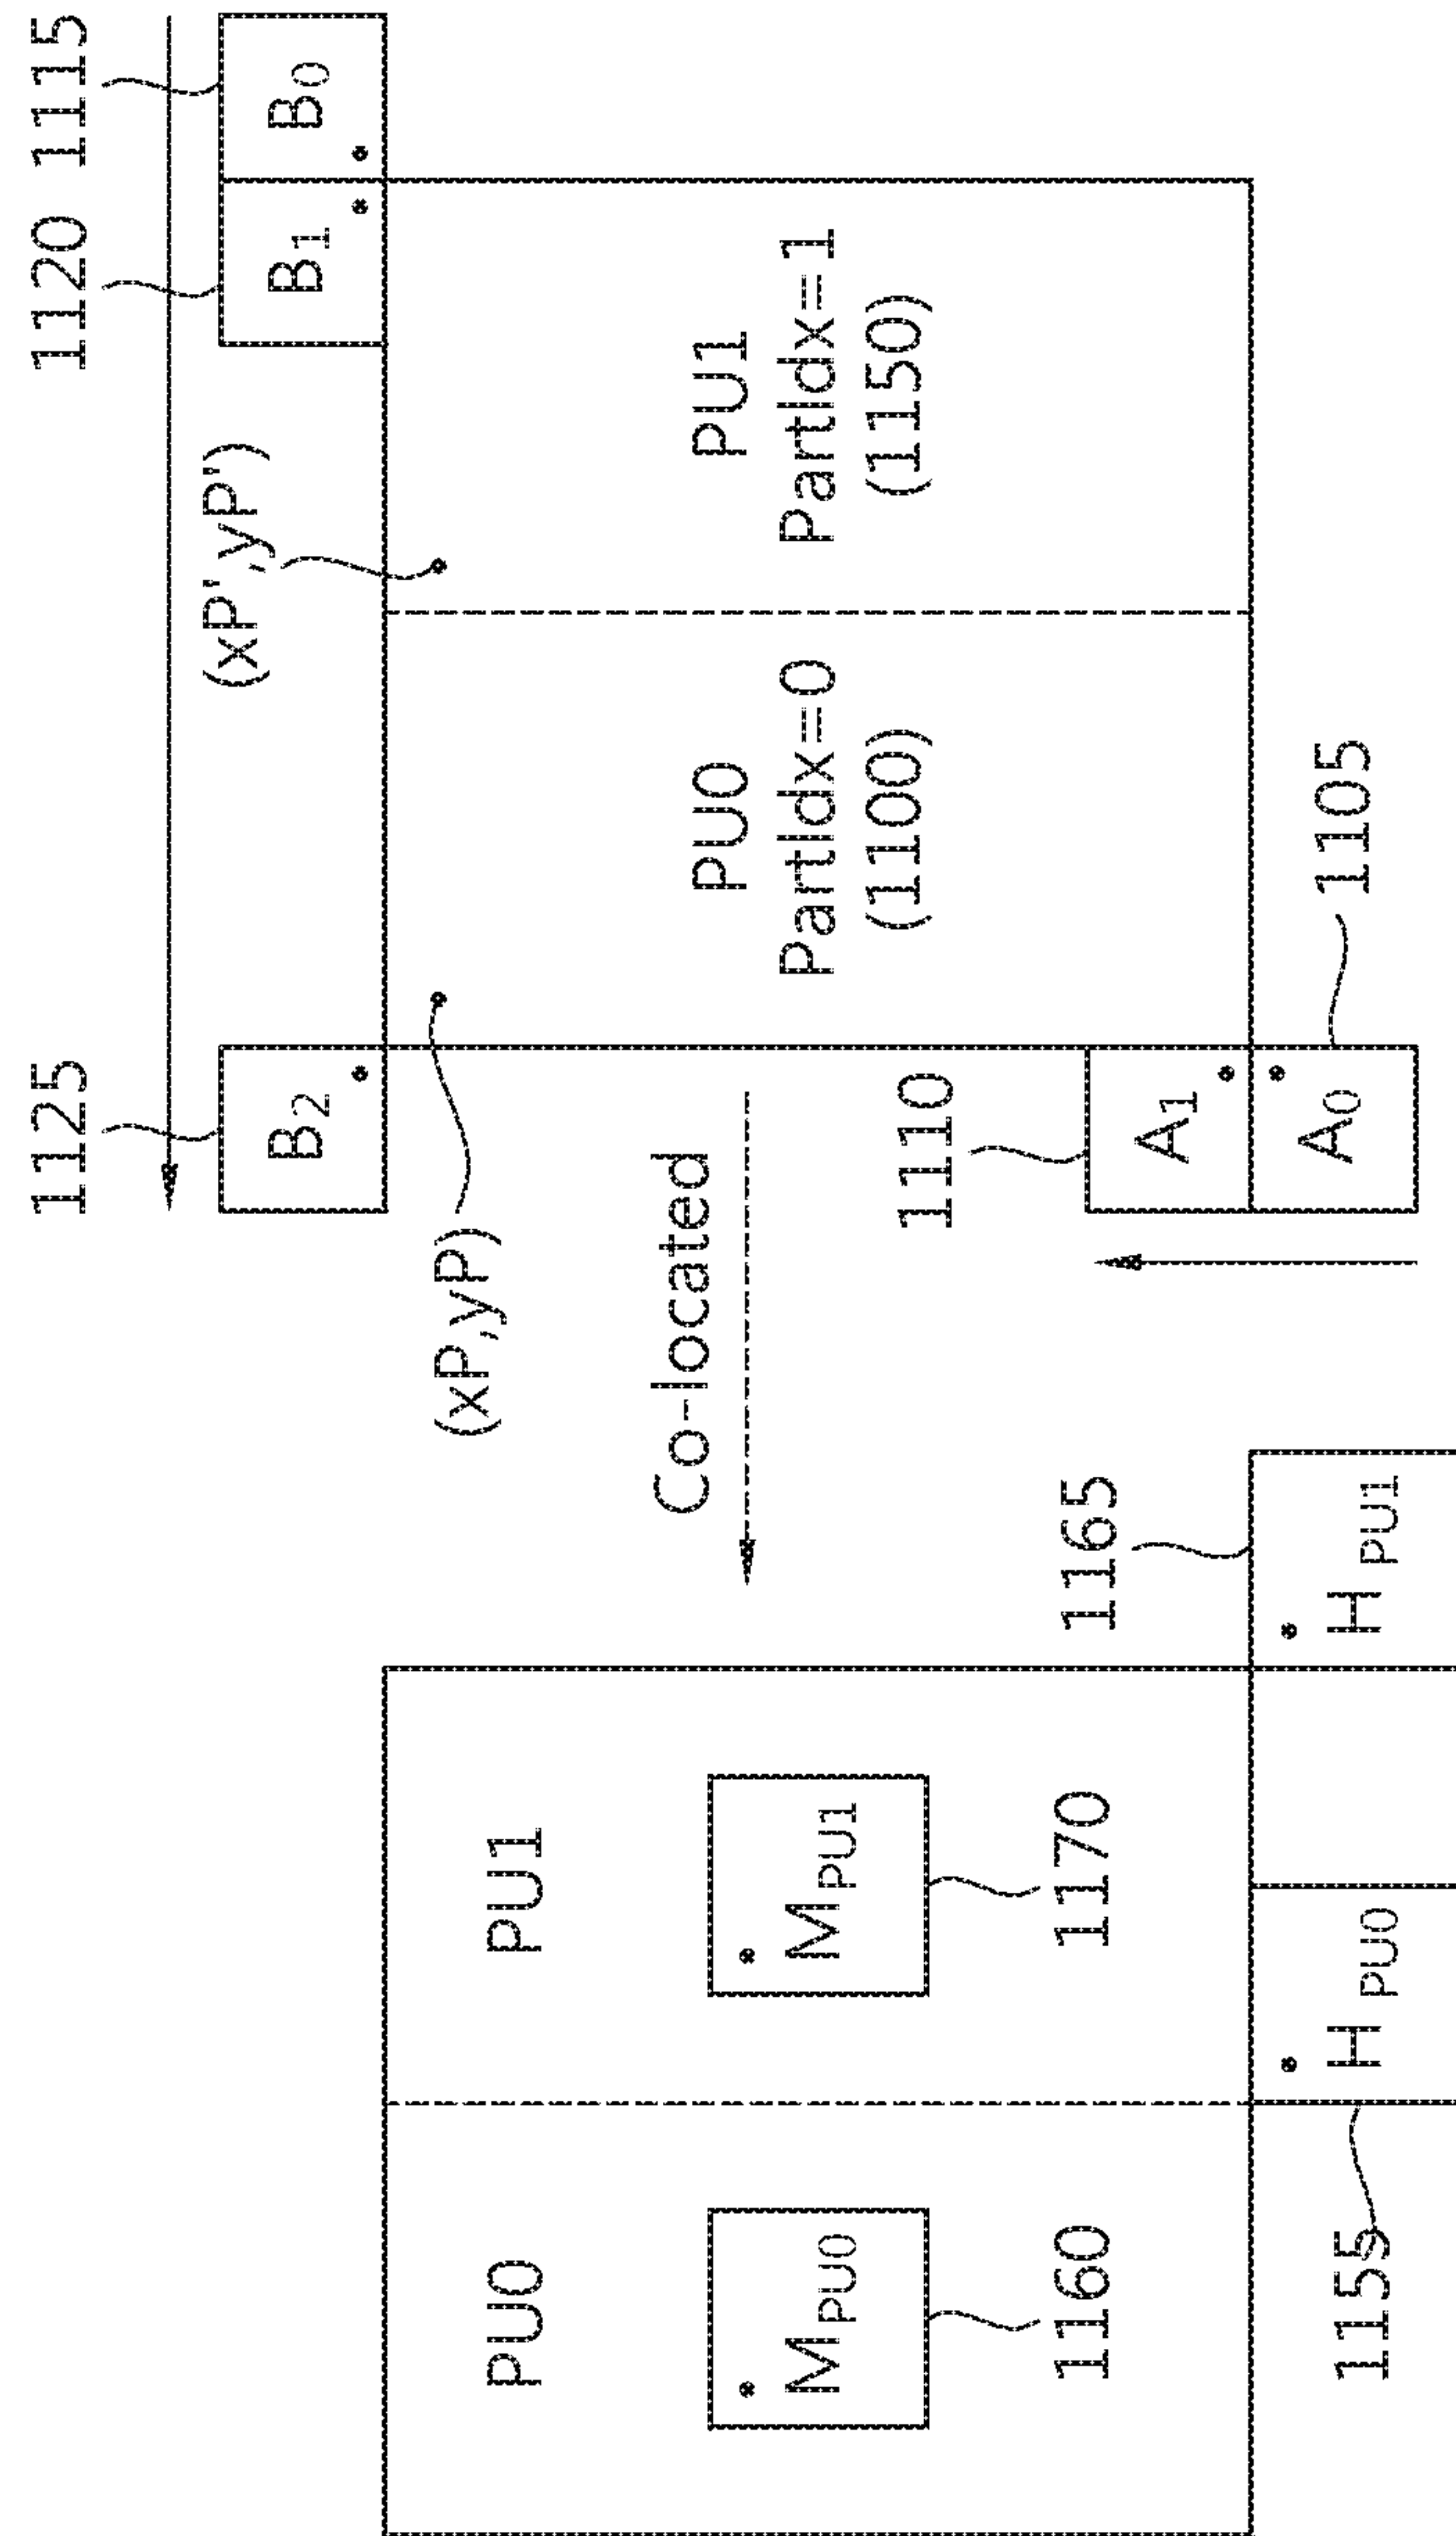 1125
1120 1115
(xP',yP')
B2
B1
B0
(xP,yP)
PU0
PU1
Co-located
PU0
PartIdx=0
(1100)
PU1
PartIdx=1
(1150)
MPU0
MPU1
1110
1160
1170
1165
A1
A0
1105
1155
HPU0
HPU1